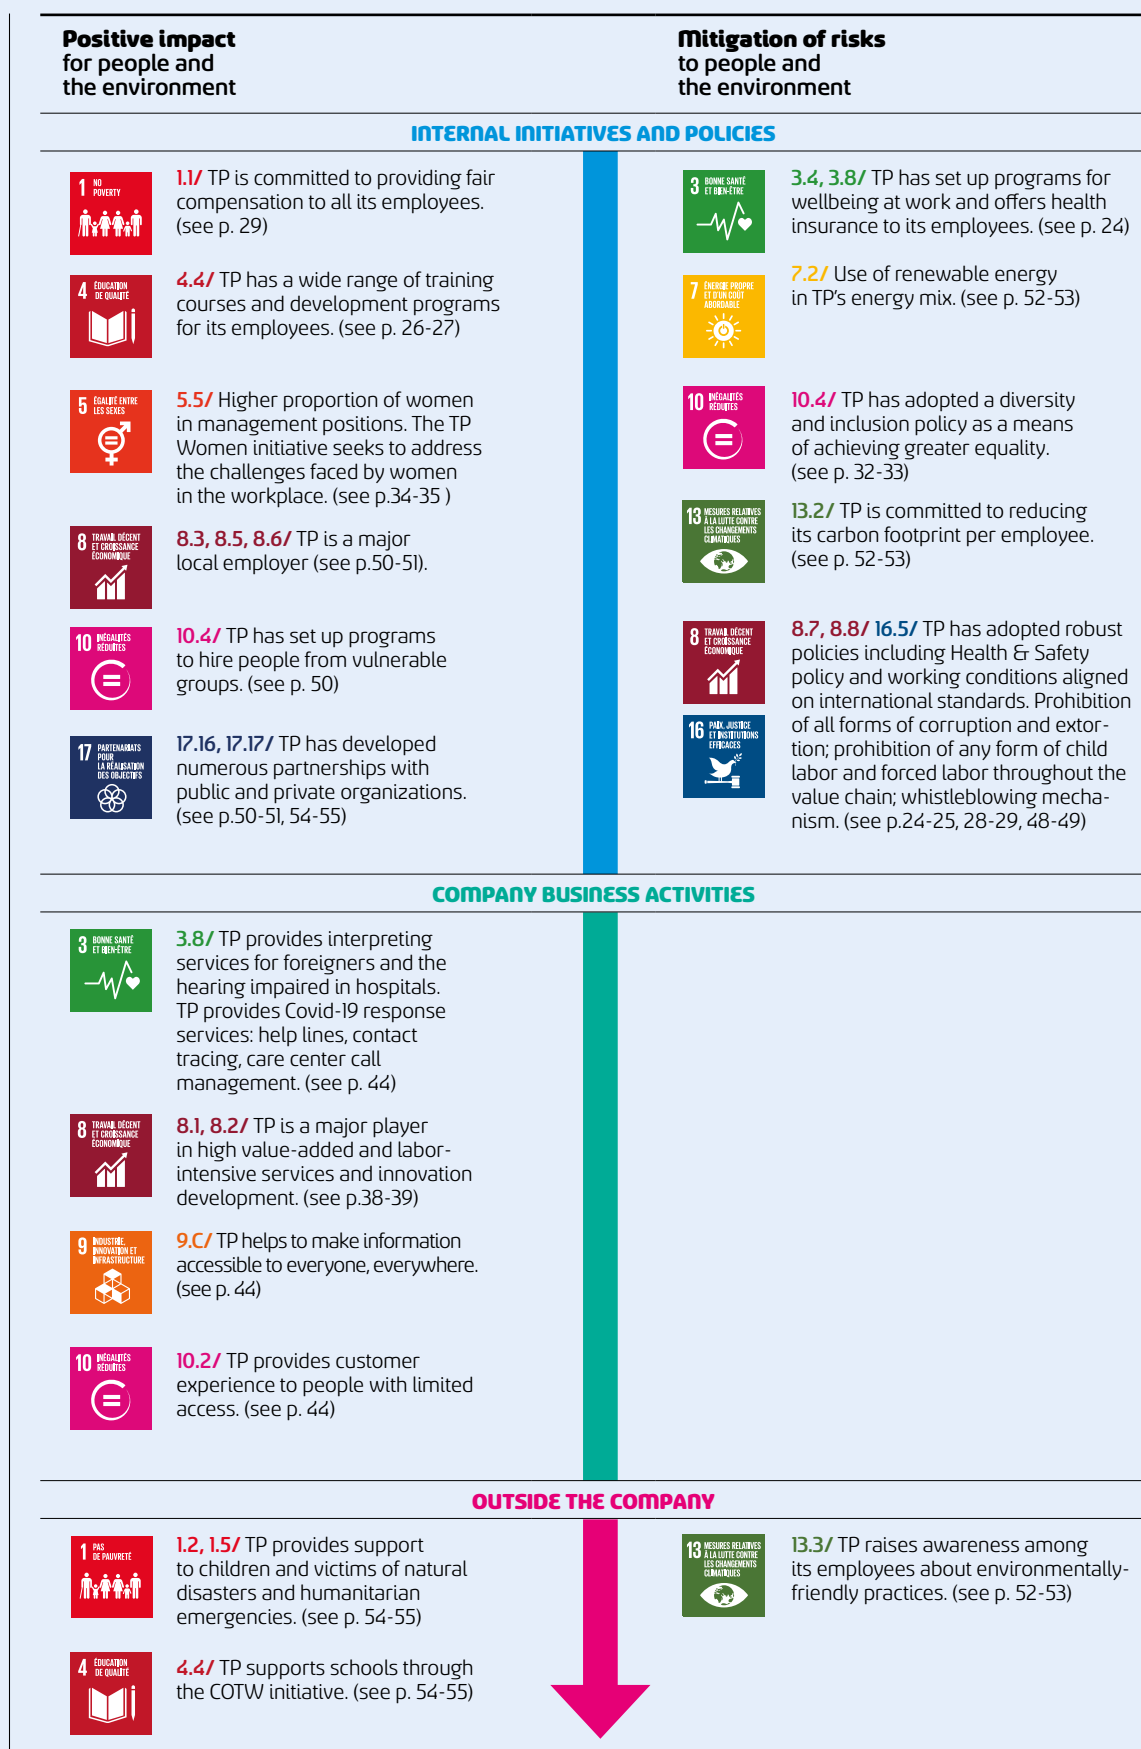 Positive impact
for people and
the environment
Mitigation of risks
to people and
the environment
INTERNAL INITIATIVES AND POLICIES
1 NO
POVERTY
1.1/ TP is committed to providing fair
compensation to all its employees.
(see p. 29)
4 ÉDUCATION
DE QUALITÉ
4.4/ TP has a wide range of training
courses and development programs
for its employees. (see p. 26-27)
5 ÉGALITÉ ENTRE
LES SEXES
5.5/ Higher proportion of women
in management positions. The TP
Women initiative seeks to address
the challenges faced by women
in the workplace. (see p.34-35 )
8 TRAVAIL DÉCENT
ET CROISSANCE
ÉCONOMIQUE
8.3, 8.5, 8.6/ TP is a major
local employer (see p.50-51).
10 INÉGALITÉS
RÉDUITES
10.4/ TP has set up programs
to hire people from vulnerable
groups. (see p. 50)
17 PARTENARIATS
POUR
LA RÉALISATION
DES OBJECTIFS
17.16, 17.17/ TP has developed
numerous partnerships with
public and private organizations.
(see p.50-51, 54-55)
3 BONNE SANTÉ
ET BIEN-ÊTRE
3.4, 3.8/ TP has set up programs for
wellbeing at work and offers health
insurance to its employees. (see p. 24)
7 ÉNERGIE PROPRE
ET D'UN COÛT
ABORDABLE
7.2/ Use of renewable energy
in TP's energy mix. (see p. 52-53)
10 INÉGALITÉS
RÉDUITES
10.4/ TP has adopted a diversity
and inclusion policy as a means
of achieving greater equality.
(see p. 32-33)
13 MESURES RELATIVES
À LA LUTTE CONTRE
LES CHANGEMENTS
CLIMATIQUES
13.2/ TP is committed to reducing
its carbon footprint per employee.
(see p. 52-53)
8 TRAVAIL DÉCENT
ET CROISSANCE
ÉCONOMIQUE
16 PAIX, JUSTICE
ET INSTITUTIONS
EFFICACES
8.7, 8.8/ 16.5/ TP has adopted robust
policies including Health & Safety
policy and working conditions aligned
on international standards. Prohibition
of all forms of corruption and extor-
tion; prohibition of any form of child
labor and forced labor throughout the
value chain; whistleblowing mecha-
nism. (see p.24-25, 28-29, 48-49)
COMPANY BUSINESS ACTIVITIES
3 BONNE SANTÉ
ET BIEN-ÊTRE
3.8/ TP provides interpreting
services for foreigners and the
hearing impaired in hospitals.
TP provides Covid-19 response
services: help lines, contact
tracing, care center call
management. (see p. 44)
8 TRAVAIL DÉCENT
ET CROISSANCE
ÉCONOMIQUE
8.1, 8.2/ TP is a major player
in high value-added and labor-
intensive services and innovation
development. (see p.38-39)
9 INDUSTRIE,
INNOVATION ET
INFRASTRUCTURE
9.C/ TP helps to make information
accessible to everyone, everywhere.
(see p. 44)
10 INÉGALITÉS
RÉDUITES
10.2/ TP provides customer
experience to people with limited
access. (see p. 44)
OUTSIDE THE COMPANY
1 PAS
DE PAUVRETÉ
1.2, 1.5/ TP provides support
to children and victims of natural
disasters and humanitarian
emergencies. (see p. 54-55)
4 ÉDUCATION
DE QUALITÉ
4.4/ TP supports schools through
the COTW initiative. (see p. 54-55)
13 MESURES RELATIVES
À LA LUTTE CONTRE
LES CHANGEMENTS
CLIMATIQUES
13.3/ TP raises awareness among
its employees about environmentally-
friendly practices. (see p. 52-53)